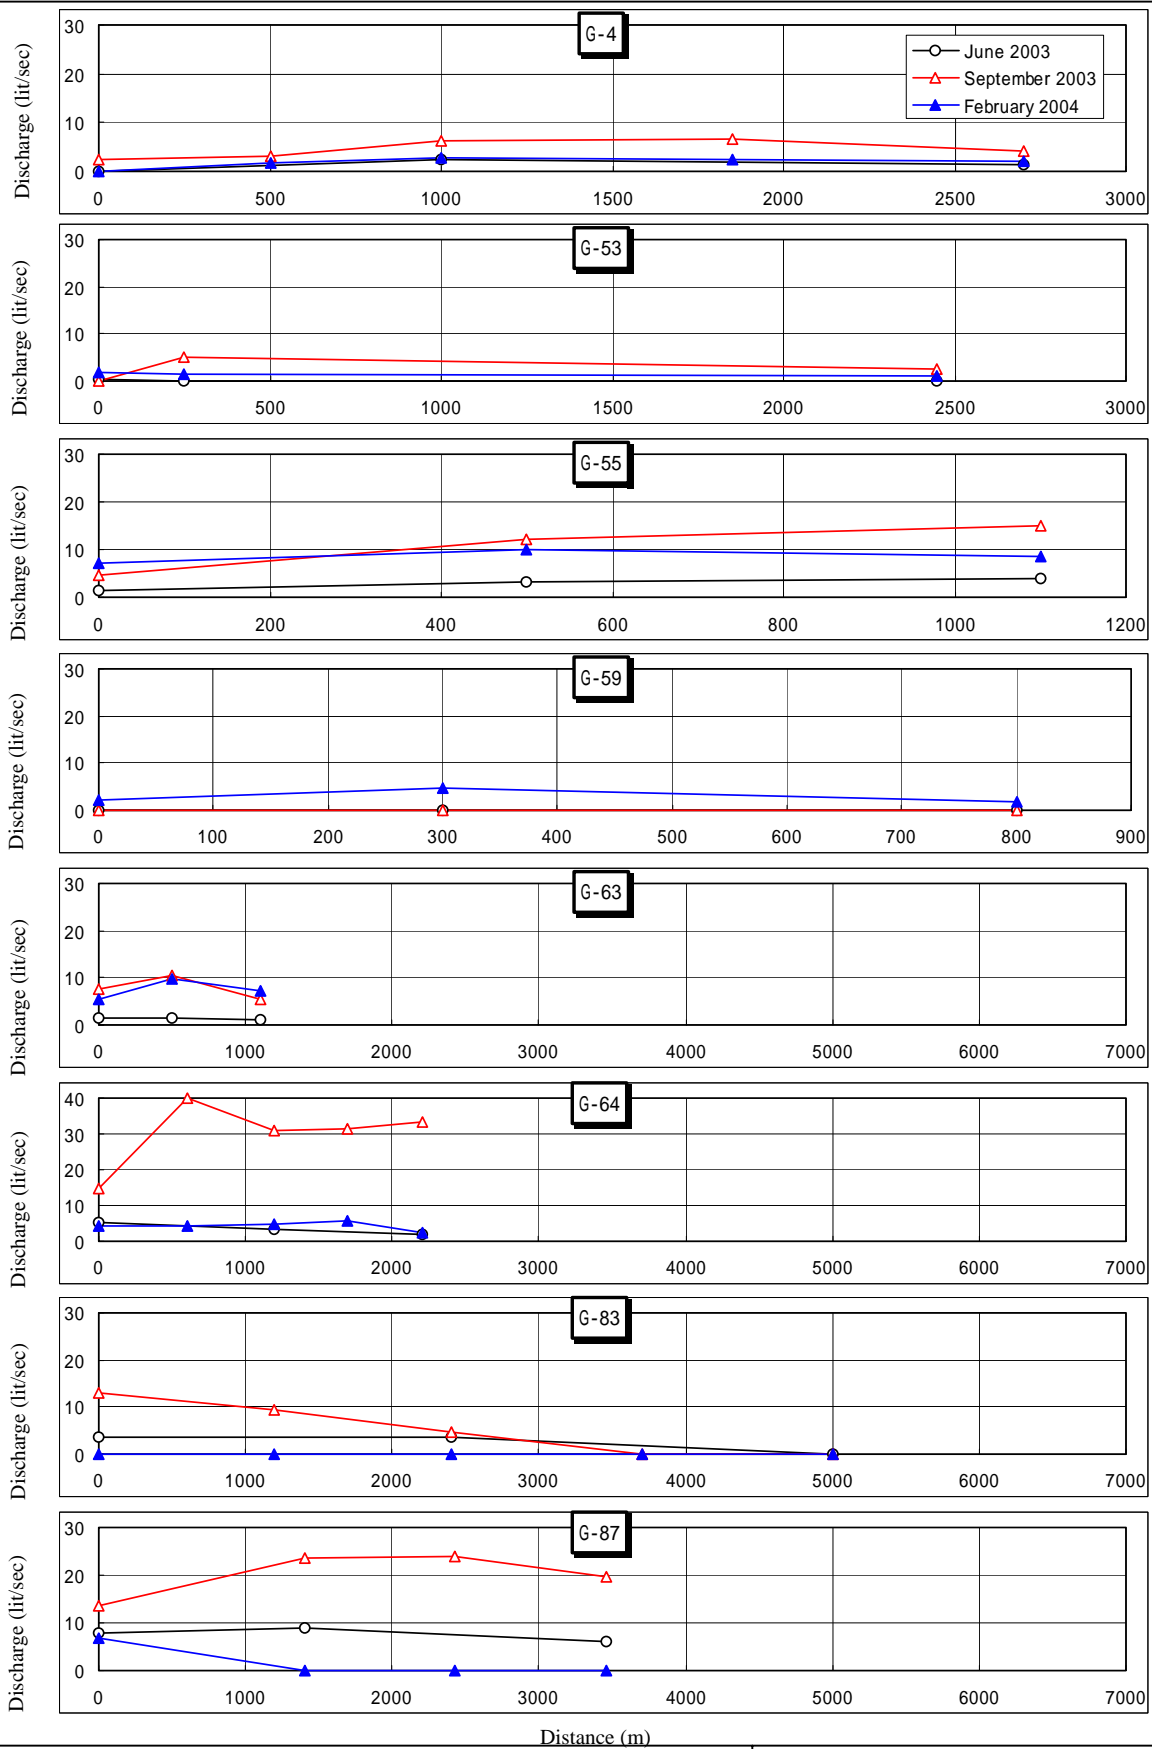 G-4
June 2003
September 2003
February 2004
Discharge (lit/sec)
30
20
10
0
0 500 1000 1500 2000 2500 3000
G-53
Discharge (lit/sec)
30
20
10
0
0 500 1000 1500 2000 2500 3000
G-55
Discharge (lit/sec)
30
20
10
0
0 200 400 600 800 1000 1200
G-59
Discharge (lit/sec)
30
20
10
0
0 100 200 300 400 500 600 700 800 900
G-63
Discharge (lit/sec)
30
20
10
0
0 1000 2000 3000 4000 5000 6000 7000
G-64
Discharge (lit/sec)
40
30
20
10
0
0 1000 2000 3000 4000 5000 6000 7000
G-83
Discharge (lit/sec)
30
20
10
0
0 1000 2000 3000 4000 5000 6000 7000
G-87
Discharge (lit/sec)
30
20
10
0
0 1000 2000 3000 4000 5000 6000 7000
Distance (m)